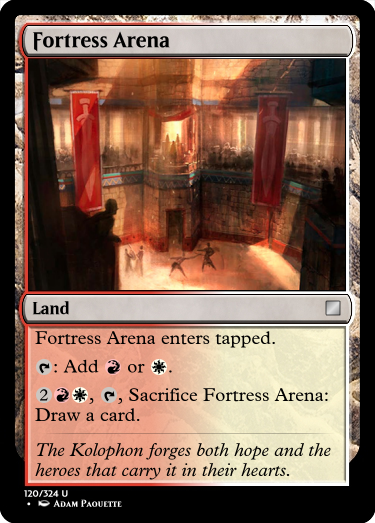 Fortress Arena
Land
Fortress Arena enters tapped.
: Add or .
2 , , Sacrifice Fortress Arena:
Draw a card.
The Kolophon forges both hope and the
heroes that carry it in their hearts.
120/324 U
• Adam Paquette